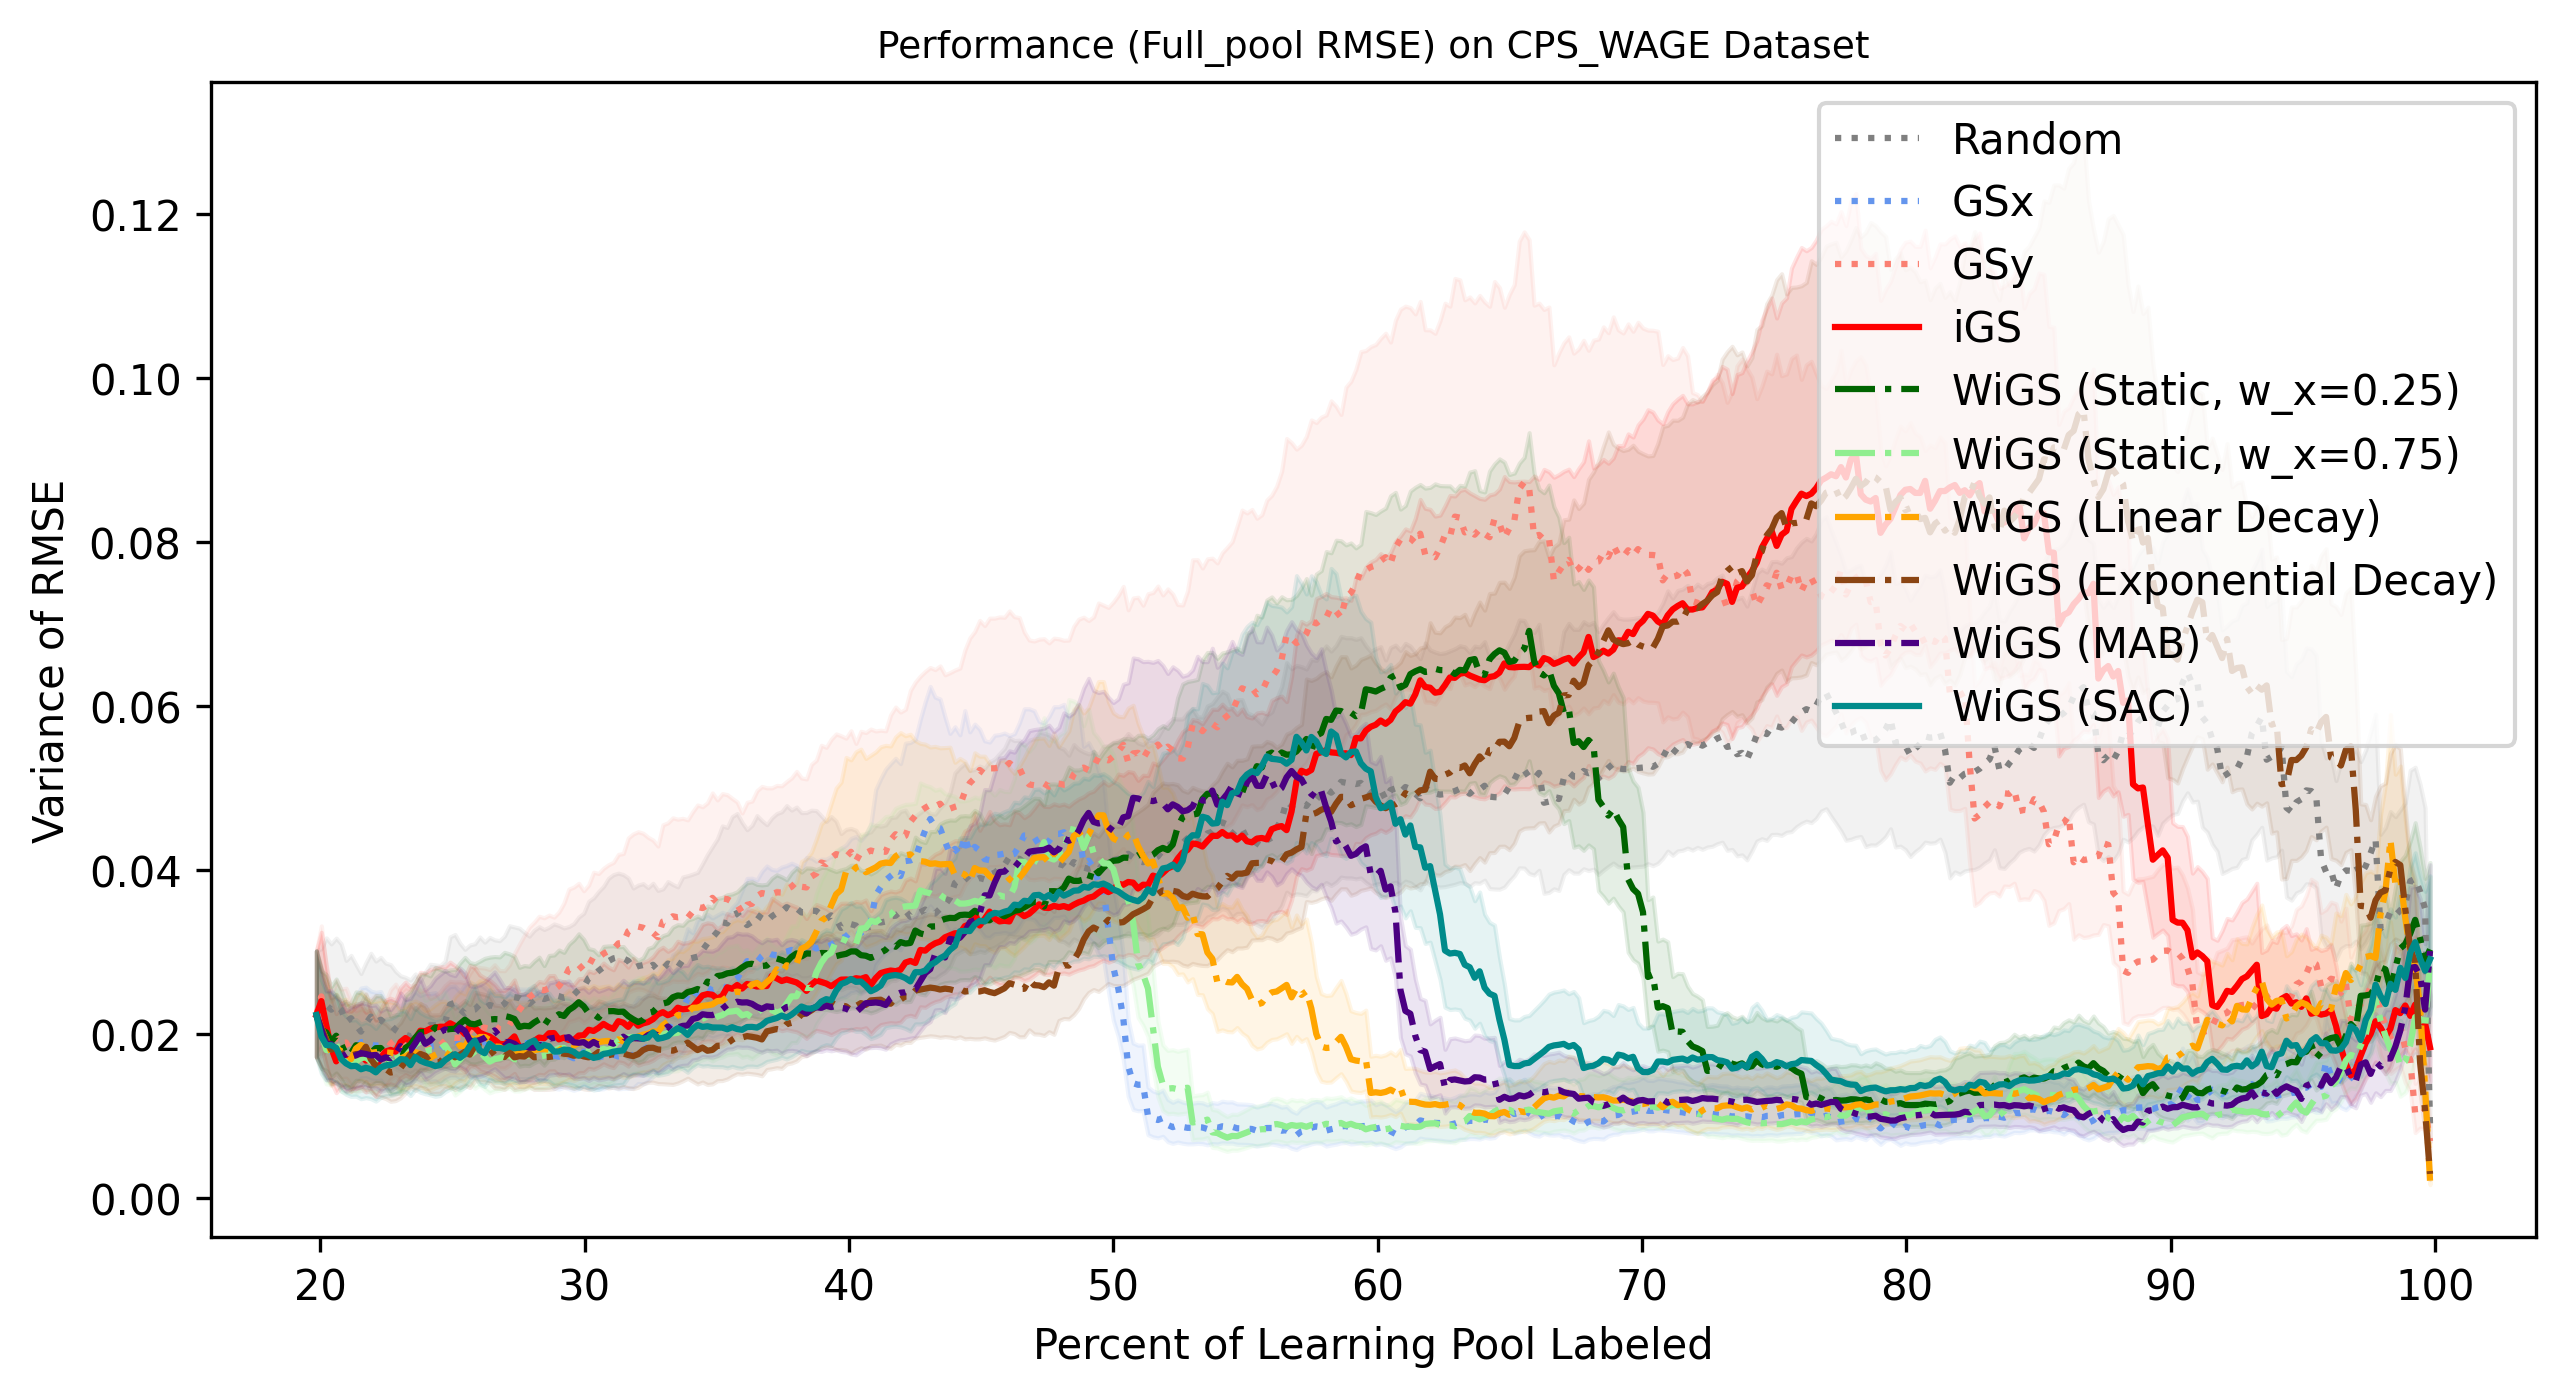 Performance (Full_pool RMSE) on CPS_WAGE Dataset
Variance of RMSE
0.12
0.10
0.08
0.06
0.04
0.02
0.00
Random
GSx
GSy
iGS
WiGS (Static, w_x=0.25)
WiGS (Static, w_x=0.75)
WiGS (Linear Decay)
WiGS (Exponential Decay)
WiGS (MAB)
WiGS (SAC)
20 30 40 50 60 70 80 90 100
Percent of Learning Pool Labeled